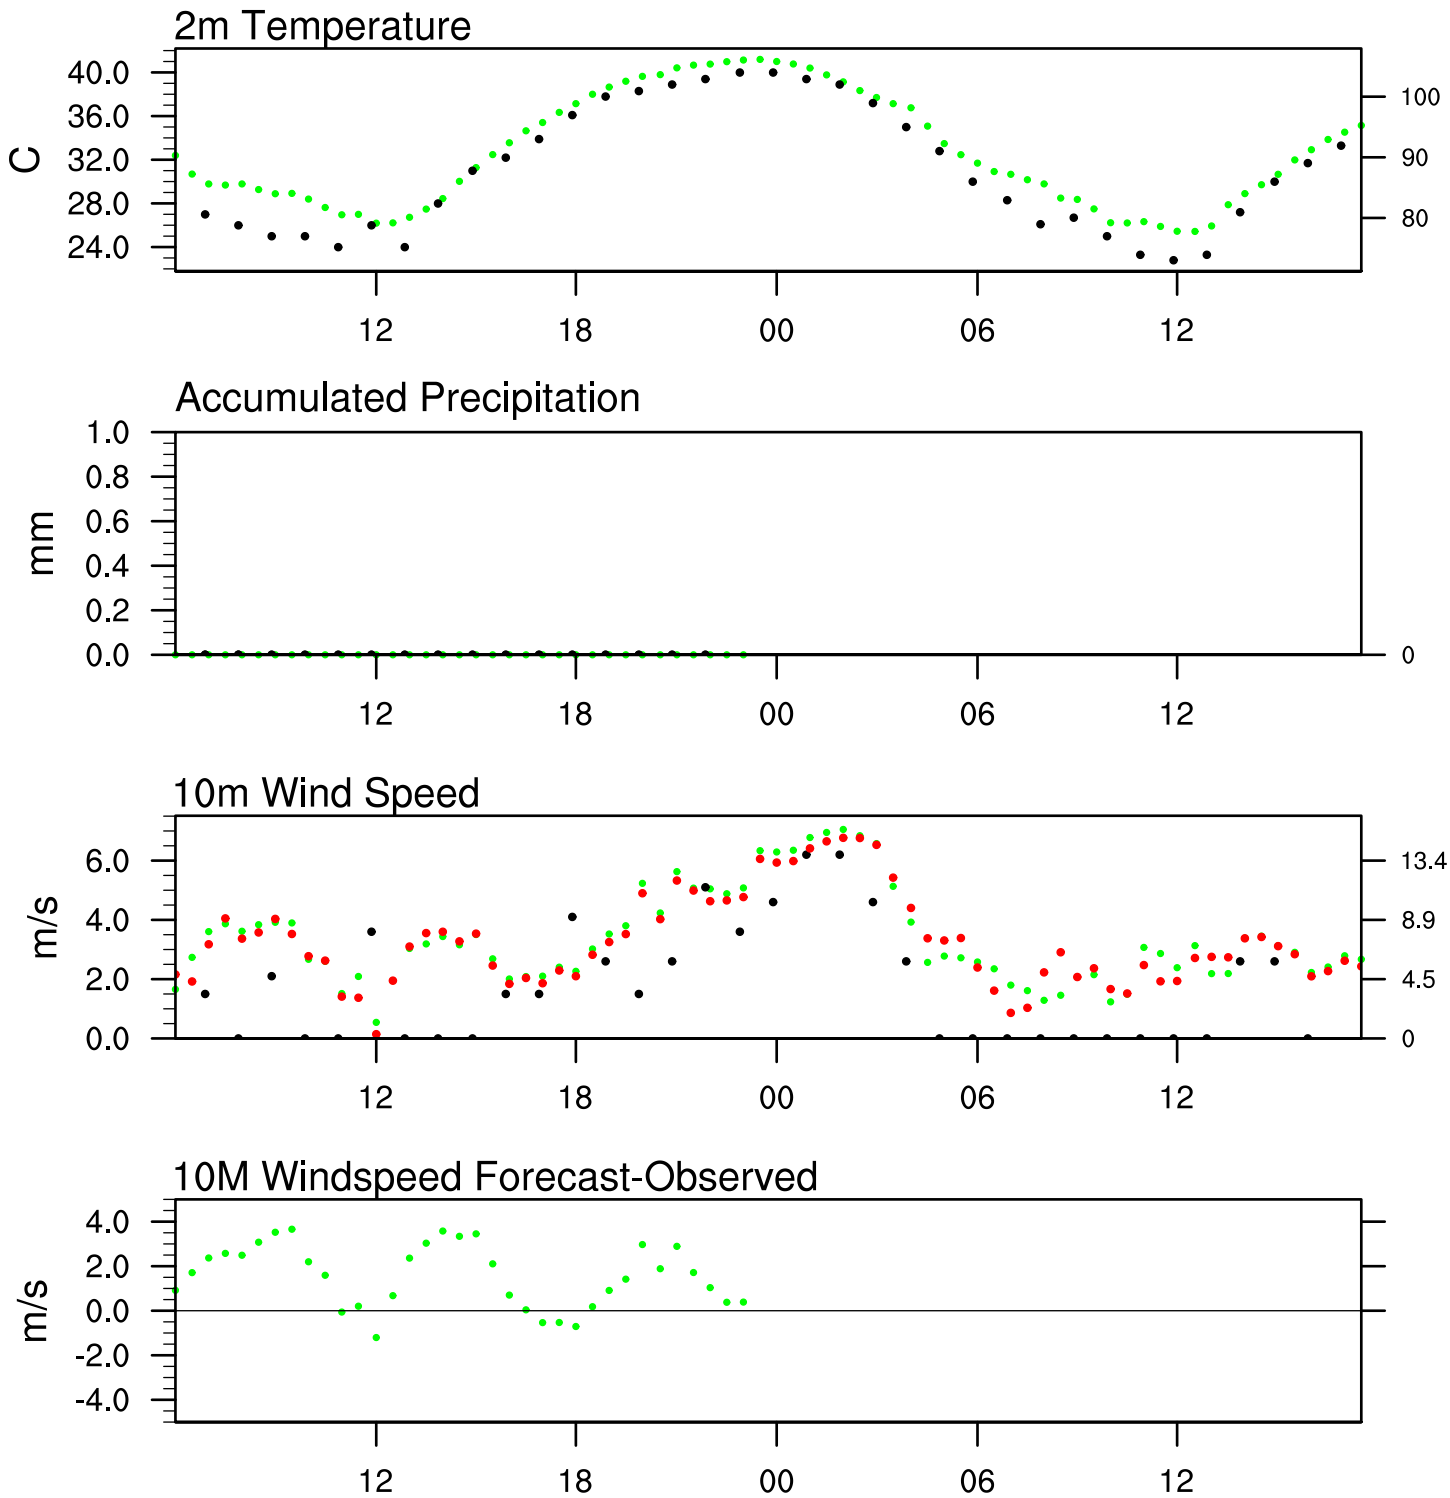 2m Temperature
40.0
36.0
32.0
28.0
24.0
C
100
90
80
12 18 00 06 12
Accumulated Precipitation
1.0
0.8
0.6
0.4
0.2
0.0
mm
0
12 18 00 06 12
10m Wind Speed
6.0
4.0
2.0
0.0
m/s
13.4
8.9
4.5
0
12 18 00 06 12
10M Windspeed Forecast-Observed
4.0
2.0
0.0
-2.0
-4.0
m/s
12 18 00 06 12